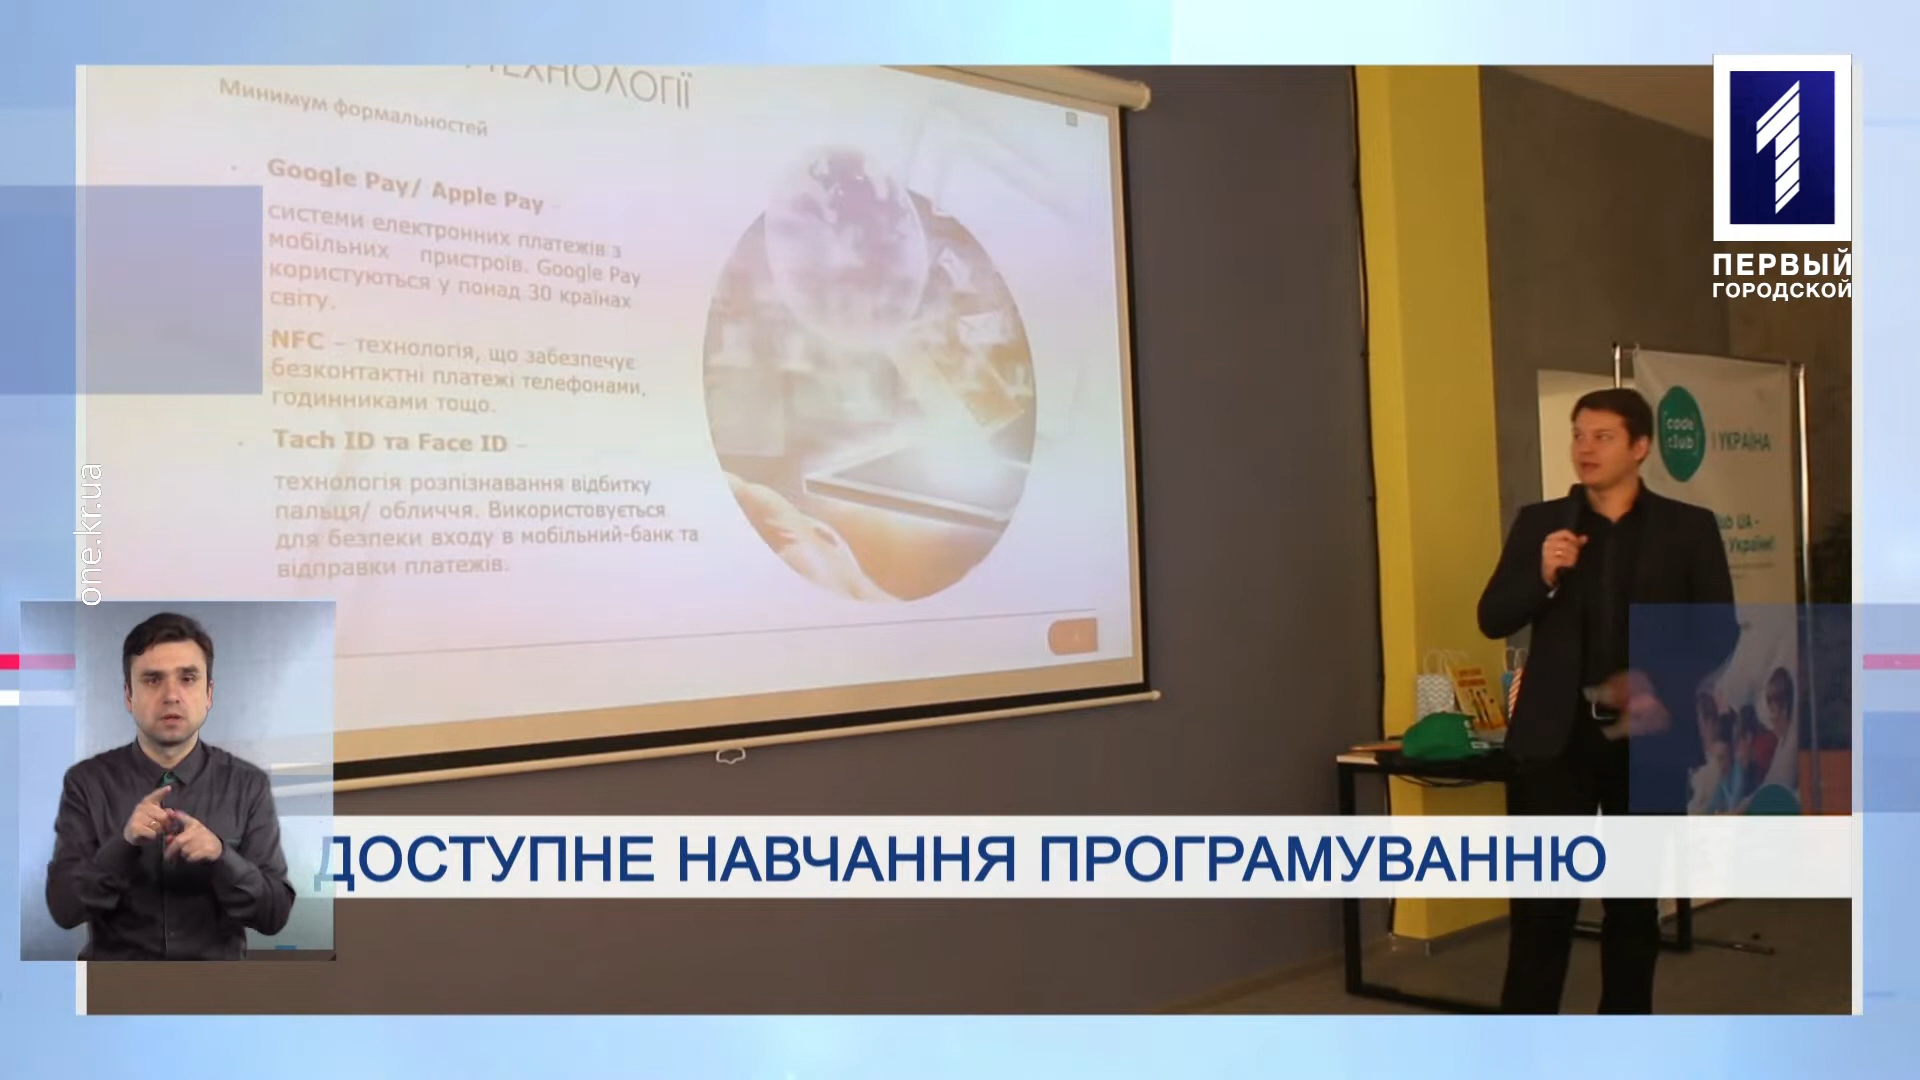 ТЕХНОЛОГІЇ
Минимум формальностей
Google Pay/ Apple Pay –
системи електронних платежів з
мобільних пристроїв. Google Pay
користуються у понад 30 країнах
світу.
NFC – технологія, що забезпечує
безконтактні платежі телефонами,
годинниками тощо.
Tach ID та Face ID –
технологія розпізнавання відбитку
пальця/ обличчя. Використовується
для безпеки входу в мобільний-банк та
відправки платежів.
1
ПЕРВЫЙ
ГОРОДСКОЙ
code
club
І УКРАЇНА
UA -
України!
one.kr.ua
ДОСТУПНЕ НАВЧАННЯ ПРОГРАМУВАННЮ